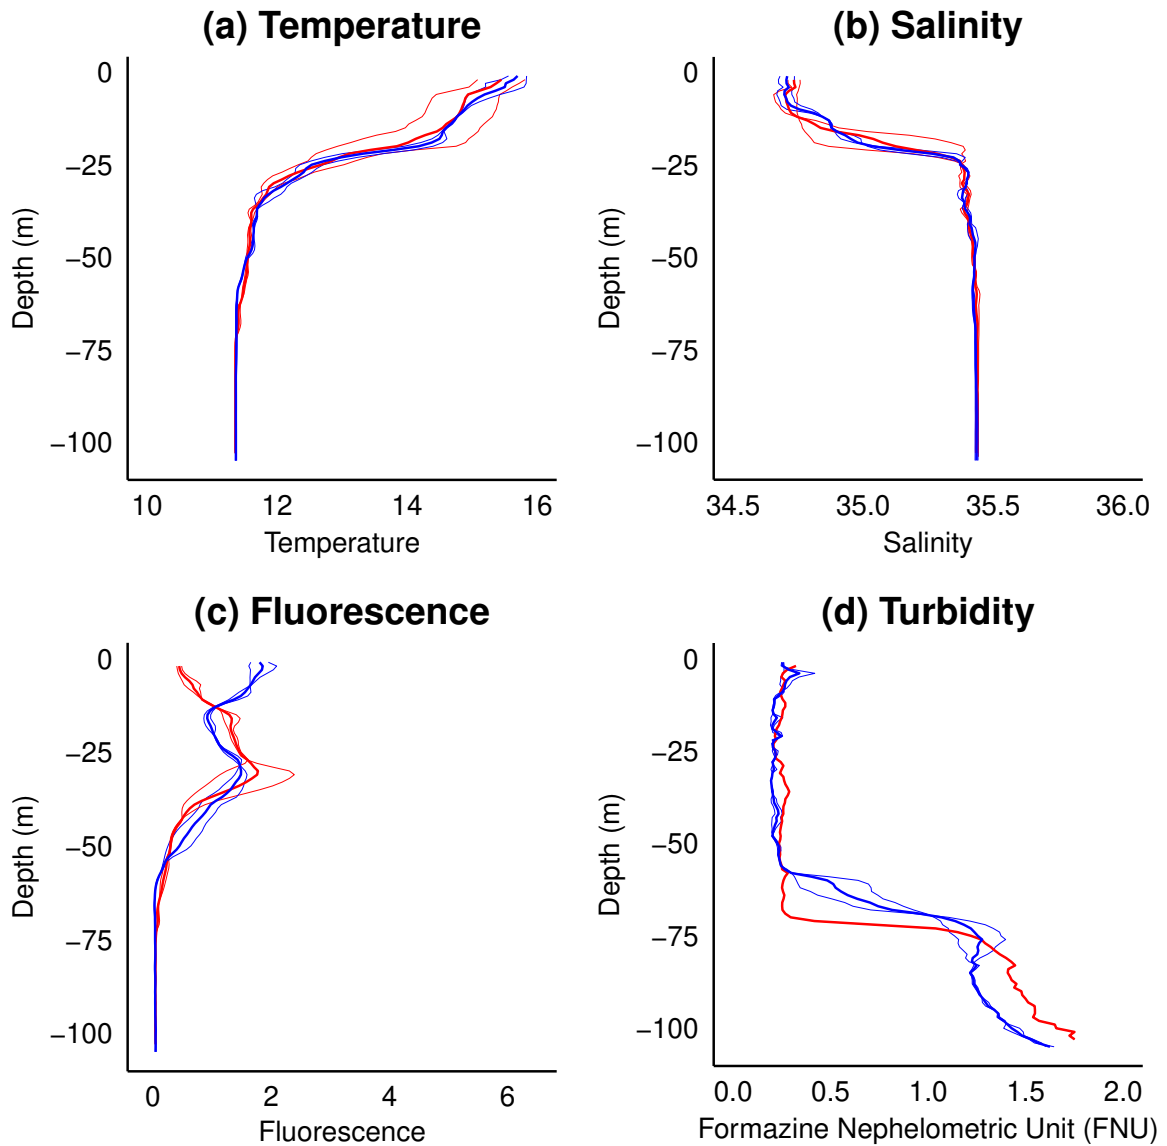 (a) Temperature
0
−25
−50
−75
−100
Depth (m)
10 12 14 16
Temperature
(b) Salinity
0
−25
−50
−75
−100
Depth (m)
34.5 35.0 35.5 36.0
Salinity
(c) Fluorescence
0
−25
−50
−75
−100
Depth (m)
0 2 4 6
Fluorescence
(d) Turbidity
0
−25
−50
−75
−100
Depth (m)
0.0 0.5 1.0 1.5 2.0
Formazine Nephelometric Unit (FNU)